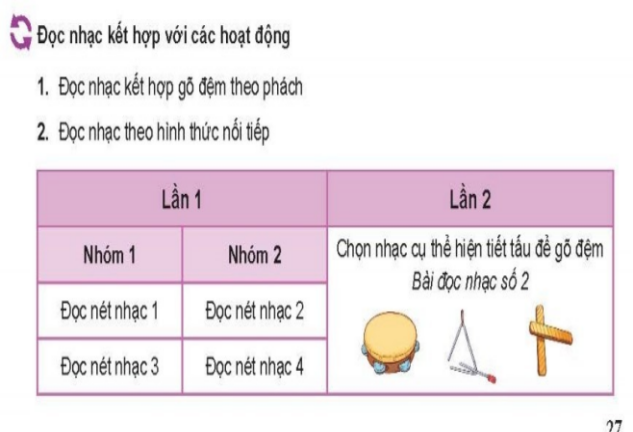 Đọc nhạc kết hợp với các hoạt động
1. Đọc nhạc kết hợp gõ đệm theo phách
2. Đọc nhạc theo hình thức nối tiếp
Lần 1
Lần 2
Nhóm 1
Nhóm 2
Đọc nét nhạc 1
Đọc nét nhạc 2
Đọc nét nhạc 3
Đọc nét nhạc 4
Chọn nhạc cụ thể hiện tiết tấu để gõ đệm
Bài đọc nhạc số 2
27